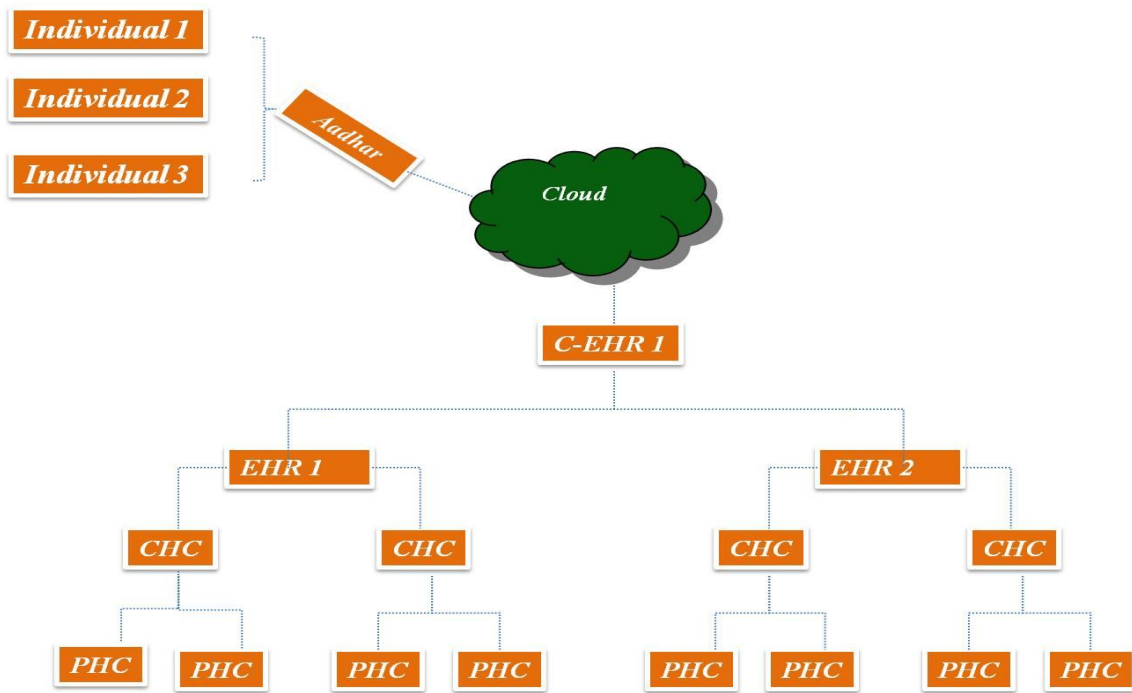 Individual 1
Individual 2
Individual 3
Aadhar
Cloud
C-EHR 1
EHR 1
EHR 2
CHC
CHC
CHC
CHC
PHC
PHC
PHC
PHC
PHC
PHC
PHC
PHC